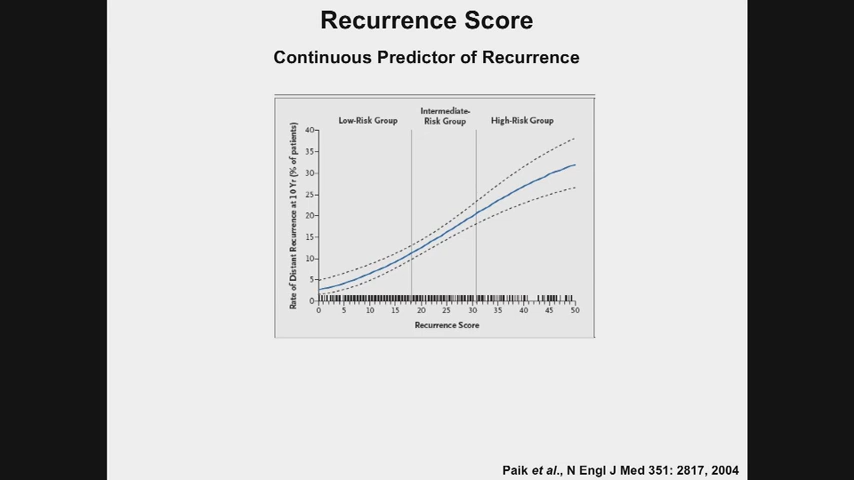 Recurrence Score
Continuous Predictor of Recurrence
Low-Risk Group
Intermediate-
Risk Group
High-Risk Group
Rate of Distant Recurrence at 10 Yr (% of patients)
40
35
30
25
20
15
10
5
0
0 5 10 15 20 25 30 35 40 45 50
Recurrence Score
Paik et al., N Engl J Med 351: 2817, 2004